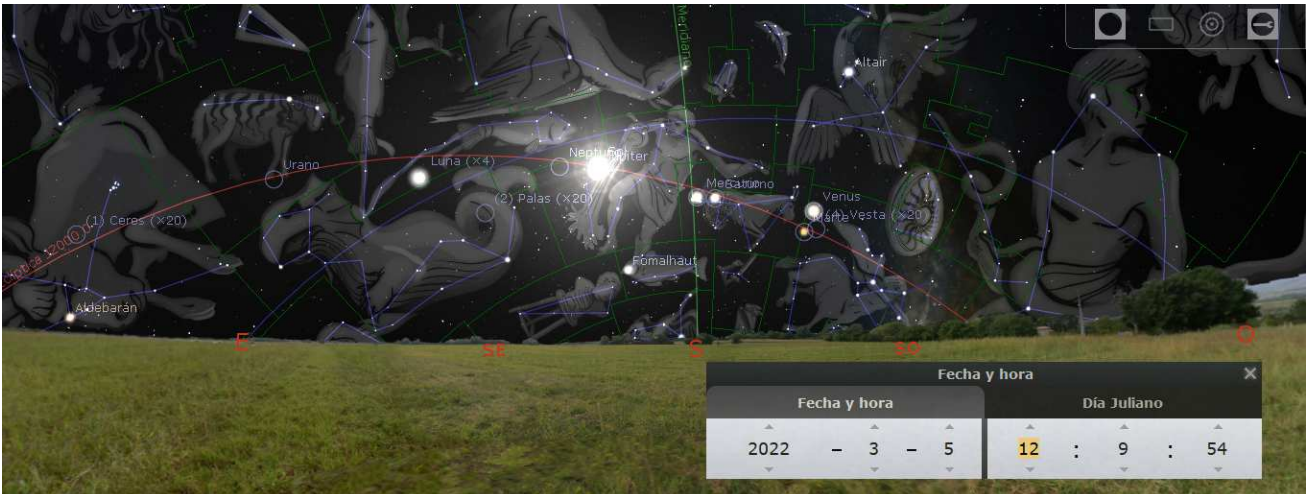 Meridiano
Altair
Urano
Luna (×4)
Neptuno
(2) Palas (×20)
Mercurio
Saturno
Venus
(1) Ceres (×20)
(4) Vesta (×20
Marte
Fomalhaut
Aldebarán
E
SE
S
SO
O
Fecha y hora ×
Fecha y hora Día Juliano
2022 – 3 – 5 12 : 9 : 54